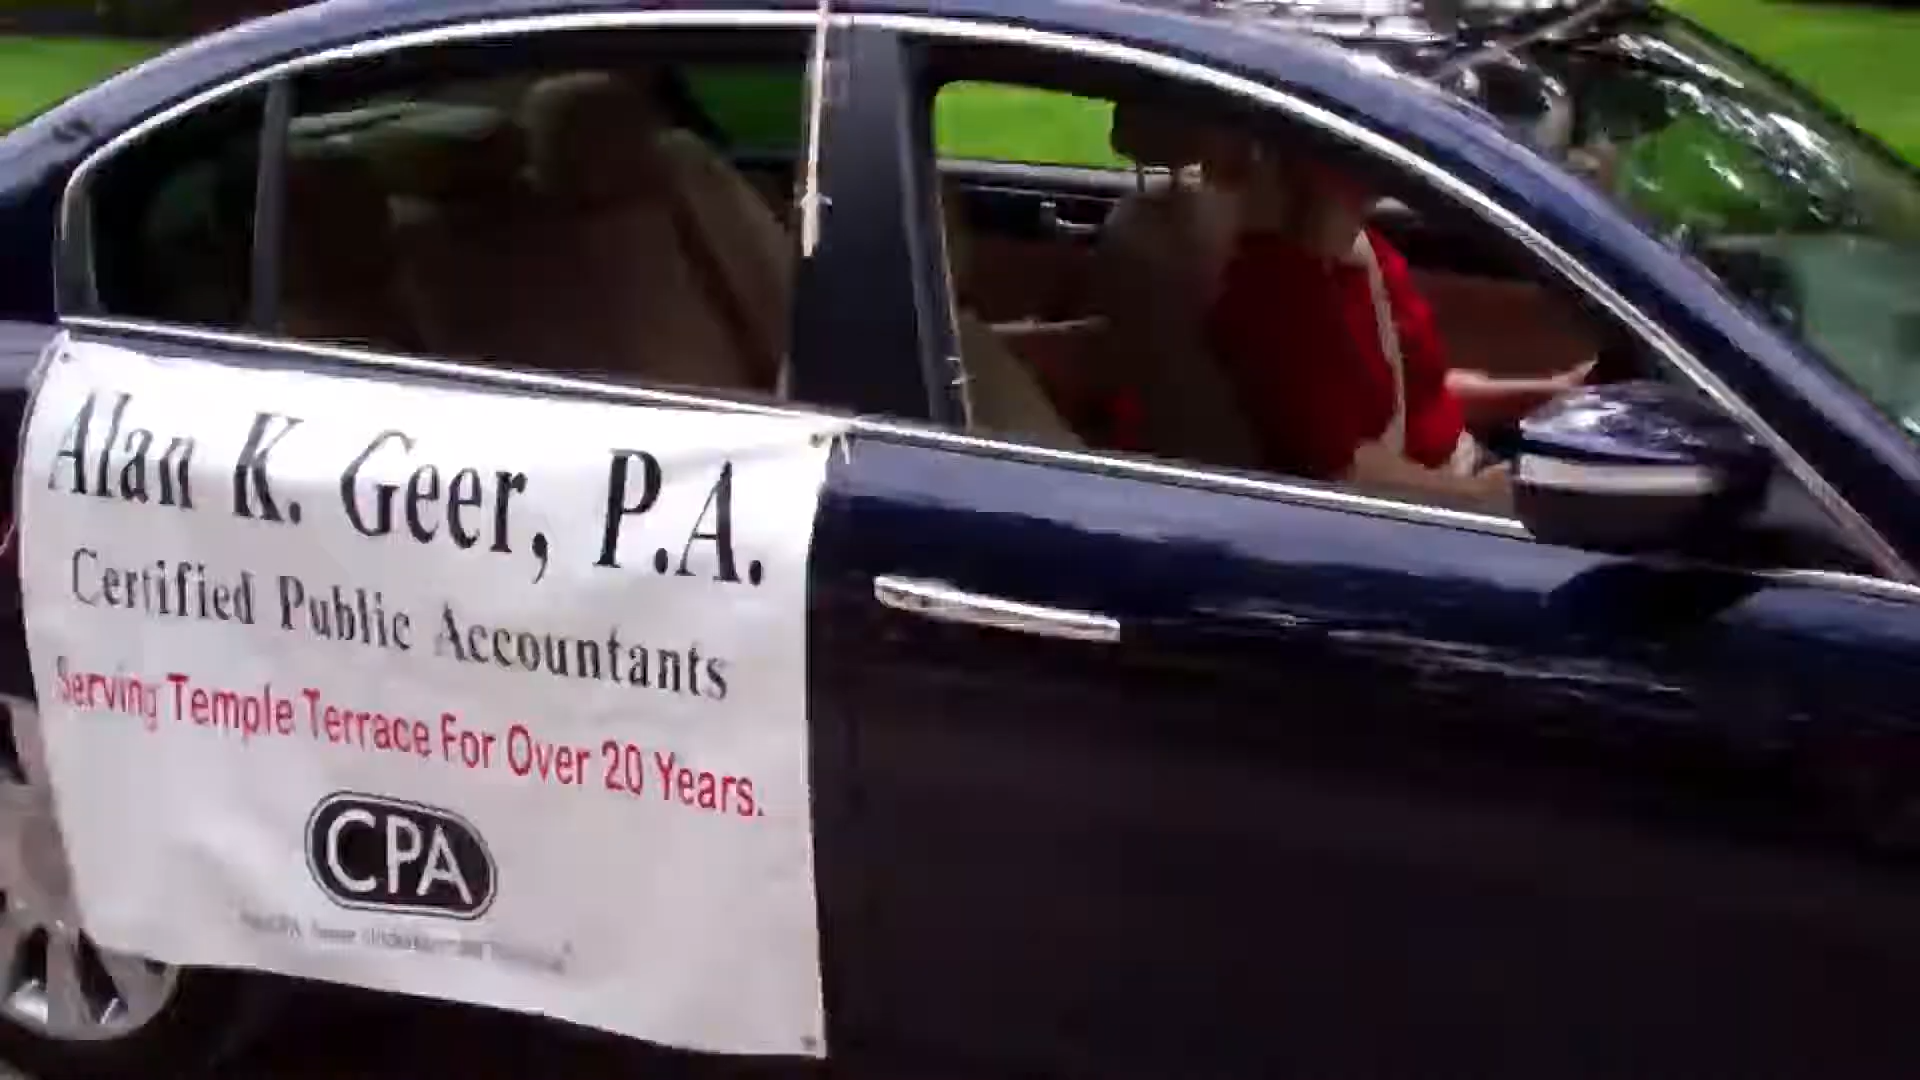 Alan K. Geer, P.A.
Certified Public Accountants
Serving Temple Terrace For Over 20 Years.
CPA